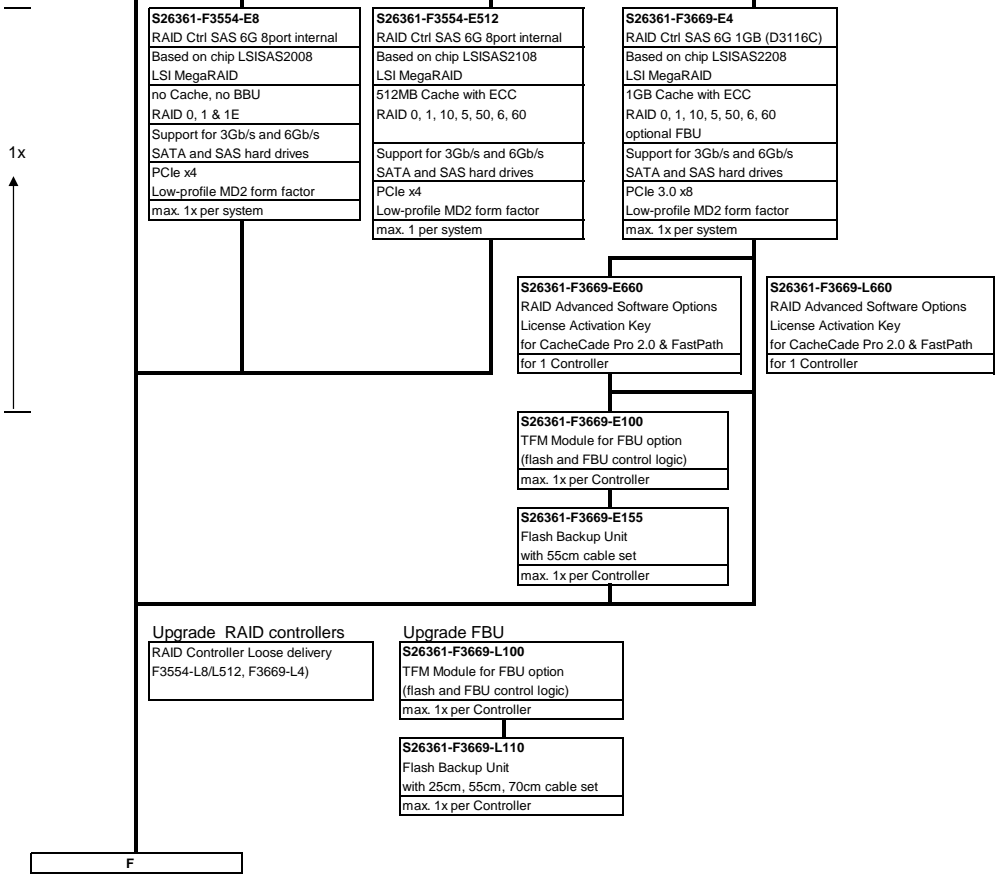 S26361-F3554-E8
RAID Ctrl SAS 6G 8port internal
Based on chip LSISAS2008
LSI MegaRAID
no Cache, no BBU
RAID 0, 1 & 1E
Support for 3Gb/s and 6Gb/s
SATA and SAS hard drives
PCIe x4
Low-profile MD2 form factor
max. 1x per system
S26361-F3554-E512
RAID Ctrl SAS 6G 8port internal
Based on chip LSISAS2108
LSI MegaRAID
512MB Cache with ECC
RAID 0, 1, 10, 5, 50, 6, 60
Support for 3Gb/s and 6Gb/s
SATA and SAS hard drives
PCIe x4
Low-profile MD2 form factor
max. 1 per system
S26361-F3669-E4
RAID Ctrl SAS 6G 1GB (D3116C)
Based on chip LSISAS2208
LSI MegaRAID
1GB Cache with ECC
RAID 0, 1, 10, 5, 50, 6, 60
optional FBU
Support for 3Gb/s and 6Gb/s
SATA and SAS hard drives
PCIe 3.0 x8
Low-profile MD2 form factor
max. 1x per system
1x
S26361-F3669-E660
RAID Advanced Software Options
License Activation Key
for CacheCade Pro 2.0 & FastPath
for 1 Controller
S26361-F3669-L660
RAID Advanced Software Options
License Activation Key
for CacheCade Pro 2.0 & FastPath
for 1 Controller
S26361-F3669-E100
TFM Module for FBU option
(flash and FBU control logic)
max. 1x per Controller
S26361-F3669-E155
Flash Backup Unit
with 55cm cable set
max. 1x per Controller
Upgrade RAID controllers
RAID Controller Loose delivery
F3554-L8/L512, F3669-L4)
Upgrade FBU
S26361-F3669-L100
TFM Module for FBU option
(flash and FBU control logic)
max. 1x per Controller
S26361-F3669-L110
Flash Backup Unit
with 25cm, 55cm, 70cm cable set
max. 1x per Controller
F